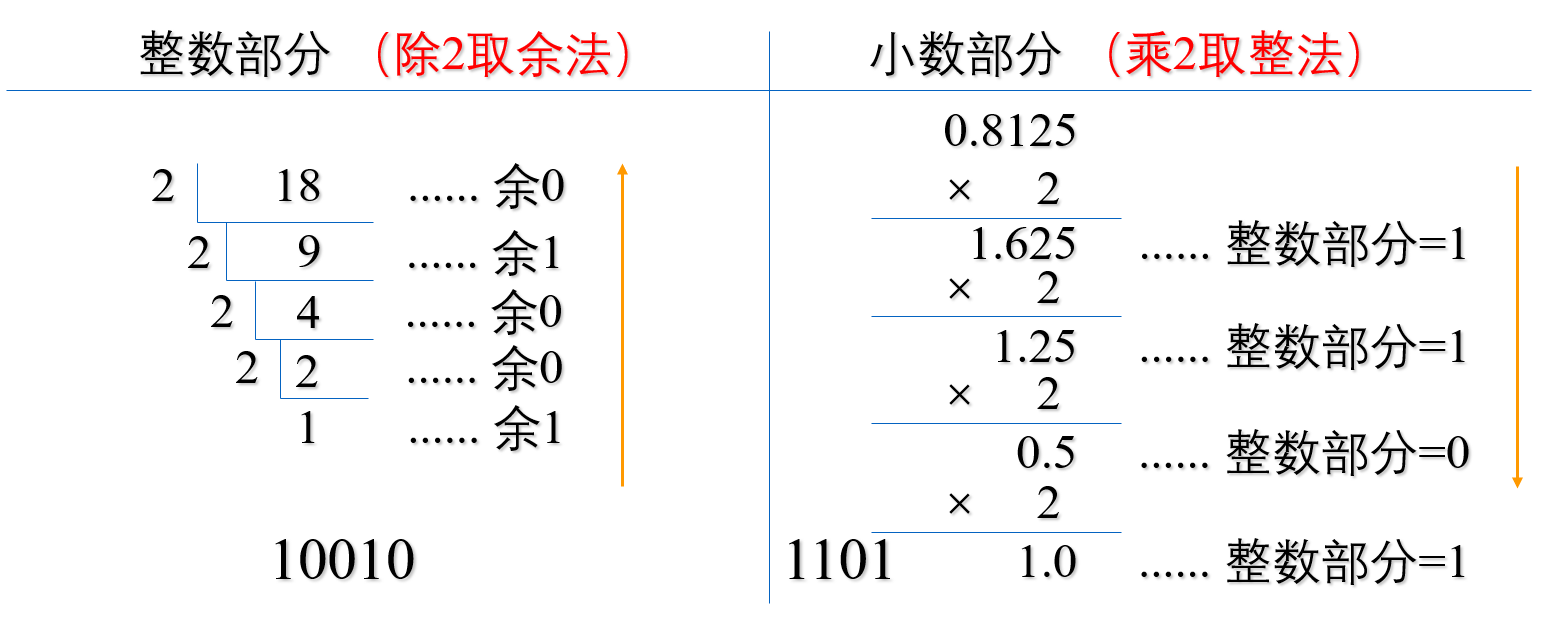 整数部分 （除2取余法）
2 18 ...... 余0
2 9 ...... 余1
2 4 ...... 余0
2 2 ...... 余0
1 ...... 余1
10010
小数部分 （乘2取整法）
0.8125
× 2
1.625 ...... 整数部分=1
× 2
1.25 ...... 整数部分=1
× 2
0.5 ...... 整数部分=0
× 2
1.0 ...... 整数部分=1
1101